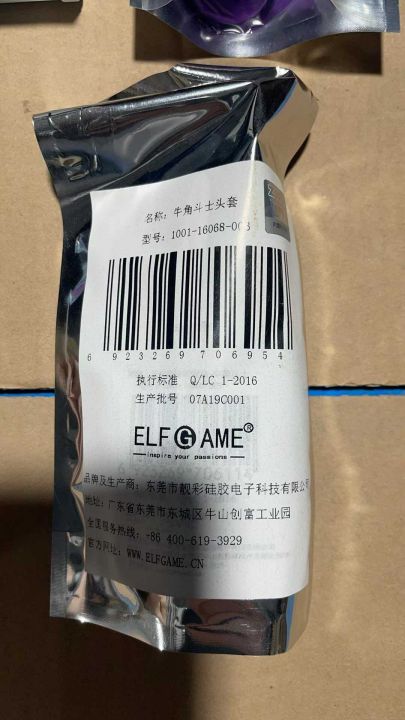 名称：牛角斗士头套
型号：1001-16068-003
6 923269 706954
执行标准 Q/LC 1-2016
生产批号 07A19C001
ELFGAME®
Inspire your passions
品牌及生产商：东莞市靓彩硅胶电子科技有限公司
地址：广东省东莞市东城区牛山创富工业园
全国服务热线：+86 400-619-3929
官方网址：WWW.ELFGAME.CN